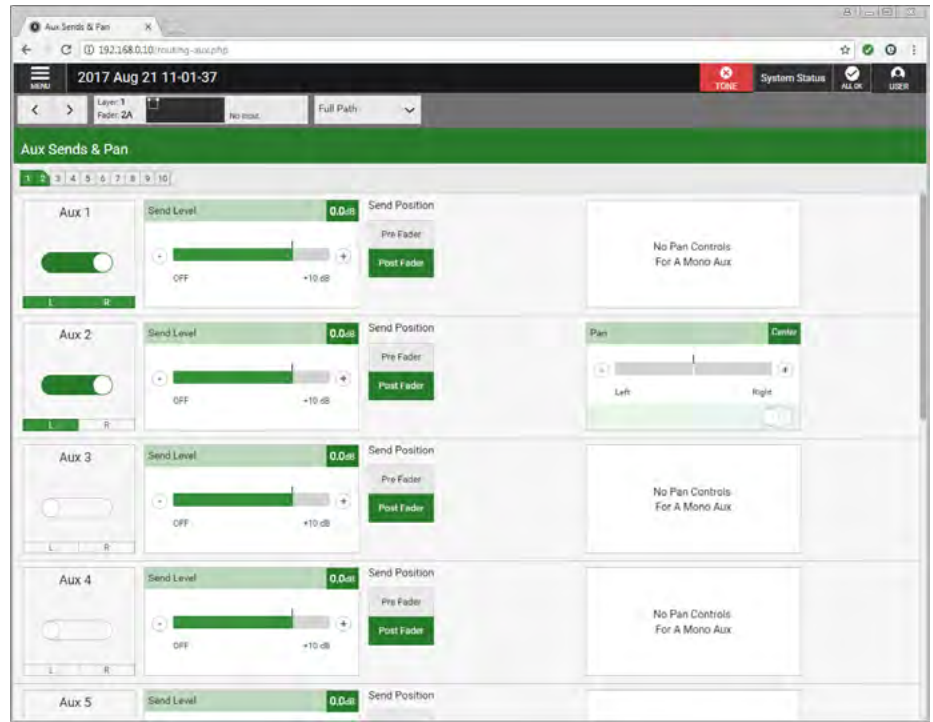 Aux Sends & Pan
192.168.0.10/routing-aux.php
MENU
2017 Aug 21 11-01-37
TONE
System Status
ALL OK
USER
Layer: 1
Fader: 2A
No input
Full Path
Aux Sends & Pan
1 2 3 4 5 6 7 8 9 10
Aux 1
Send Level
0.0dB
Send Position
Pre Fader
Post Fader
- +
OFF
+10 dB
No Pan Controls
For A Mono Aux
L R
Aux 2
Send Level
0.0dB
Send Position
Pan
Center
Pre Fader
Post Fader
- +
OFF
+10 dB
- +
Left
Right
L R
Aux 3
Send Level
0.0dB
Send Position
Pre Fader
Post Fader
- +
OFF
+10 dB
No Pan Controls
For A Mono Aux
L R
Aux 4
Send Level
0.0dB
Send Position
Pre Fader
Post Fader
- +
OFF
+10 dB
No Pan Controls
For A Mono Aux
L R
Aux 5
Send Level
0.0dB
Send Position